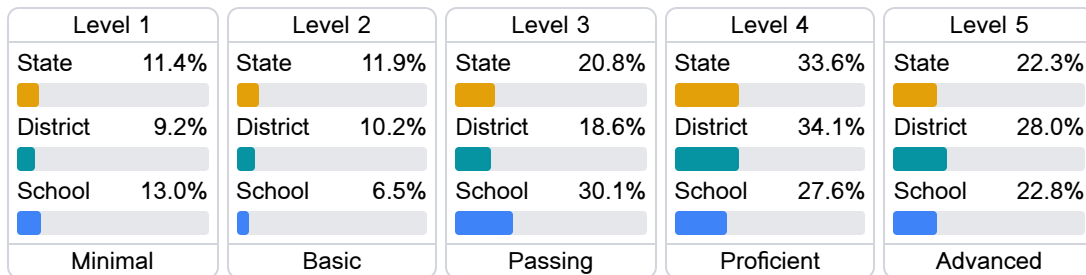 Level 1
State 11.4%
District 9.2%
School 13.0%
Minimal
Level 2
State 11.9%
District 10.2%
School 6.5%
Basic
Level 3
State 20.8%
District 18.6%
School 30.1%
Passing
Level 4
State 33.6%
District 34.1%
School 27.6%
Proficient
Level 5
State 22.3%
District 28.0%
School 22.8%
Advanced